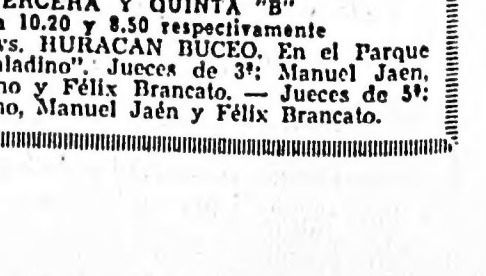 TERCERA Y QUINTA "B"
10.20 y 8.50 respectivamente
vs. HURACAN BUCEO. En el Parque
aladino". Jueces de 3ª: Manuel Jaen,
no y Félix Brancato. — Jueces de 5ª:
no, Manuel Jaén y Félix Brancato.